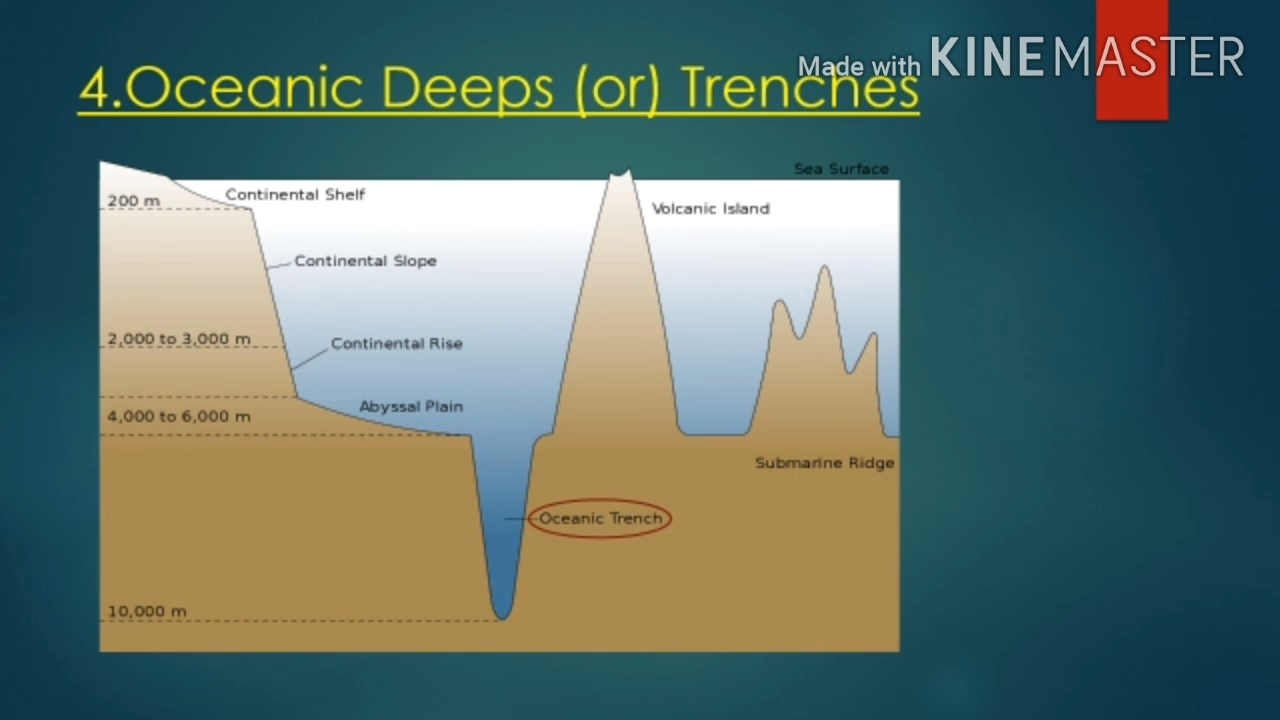 Made with KINEMASTER
4.Oceanic Deeps (or) Trenches
Sea Surface
Continental Shelf
200 m
Volcanic Island
Continental Slope
2,000 to 3,000 m
Continental Rise
Abyssal Plain
4,000 to 6,000 m
Submarine Ridge
Oceanic Trench
10,000 m